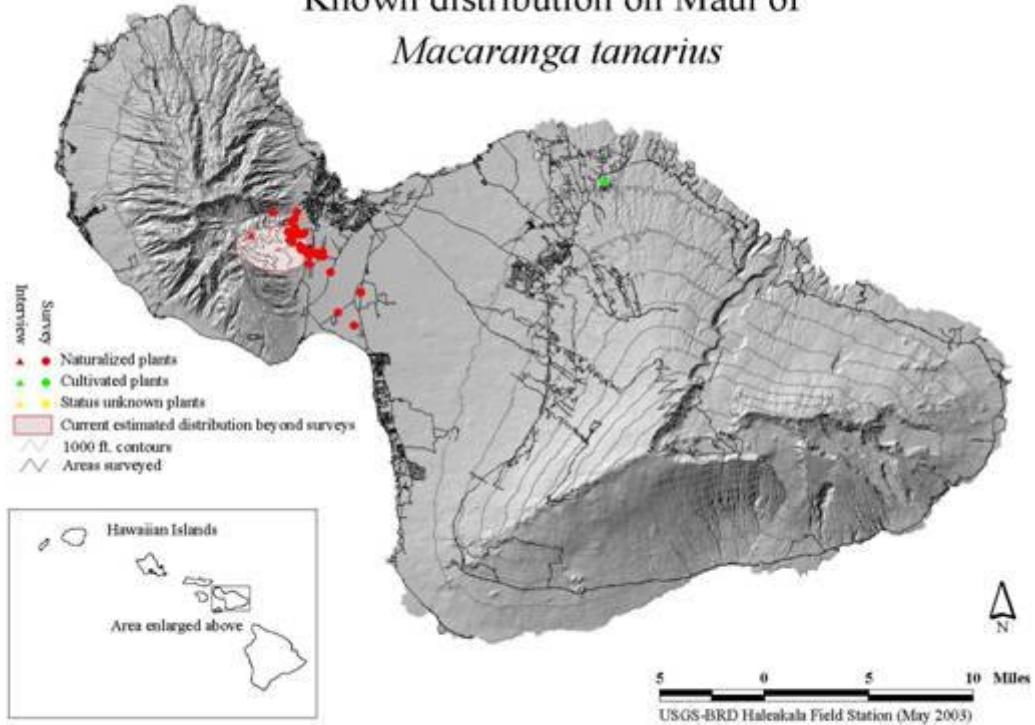 Known distribution on Maui of
Macaranga tanarius
Interview
Survey
Naturalized plants
Cultivated plants
Status unknown plants
Current estimated distribution beyond surveys
1000 ft. contours
Areas surveyed
Hawaiian Islands
Area enlarged above
N
5 0 5 10 Miles
USGS-BRD Haleakala Field Station (May 2003)